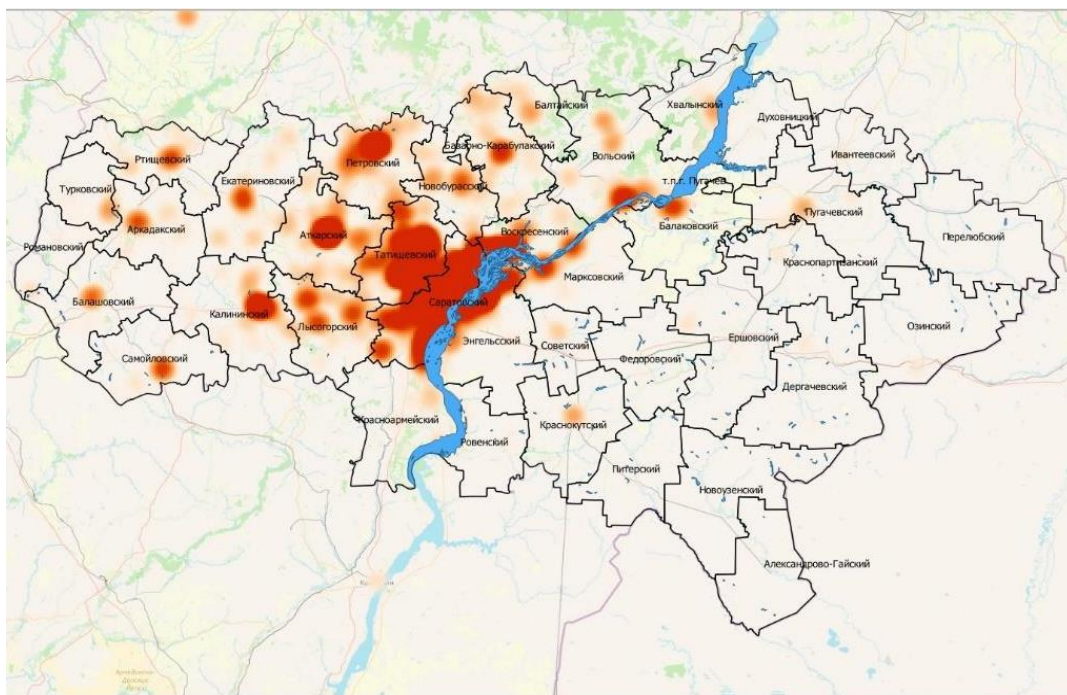 Хвалынский
Балтайский
Духовницкий
Ивантеевский
Базарно-Карабулакский
Вольский
Ртищевский
Петровский
Екатериновский
Новобурасский
т.п.г. Пугачев
Турковский
Пугачевский
Аркадакский
Аткарский
Воскресенский
Балаковский
Перелюбский
Романовский
Татищевский
Краснопартизанский
Марксовский
Балашовский
Саратовский
Калининский
Озинский
Лысогорский
Энгельсский
Советский
Ершовский
Самойловский
Федоровский
Дергачевский
Красноармейский
Краснокутский
Ровенский
Питерский
Новоузенский
Александрово-Гайский